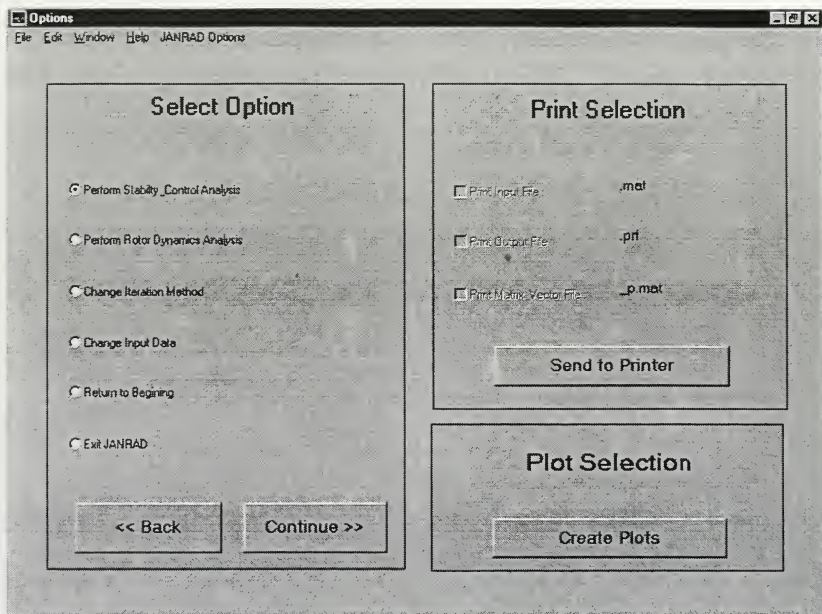 Options
File Edit Window Help JANRAD Options
Select Option
Perform Stabilty_Control Analysis
Perform Rotor Dynamics Analysis
Change Iteration Method
Change Input Data
Return to Begining
Exit JANRAD
<< Back
Continue >>
Print Selection
Print Input File: .mat
Print Output File: .prf
Print Matrix Vector File: _p.mat
Send to Printer
Plot Selection
Create Plots